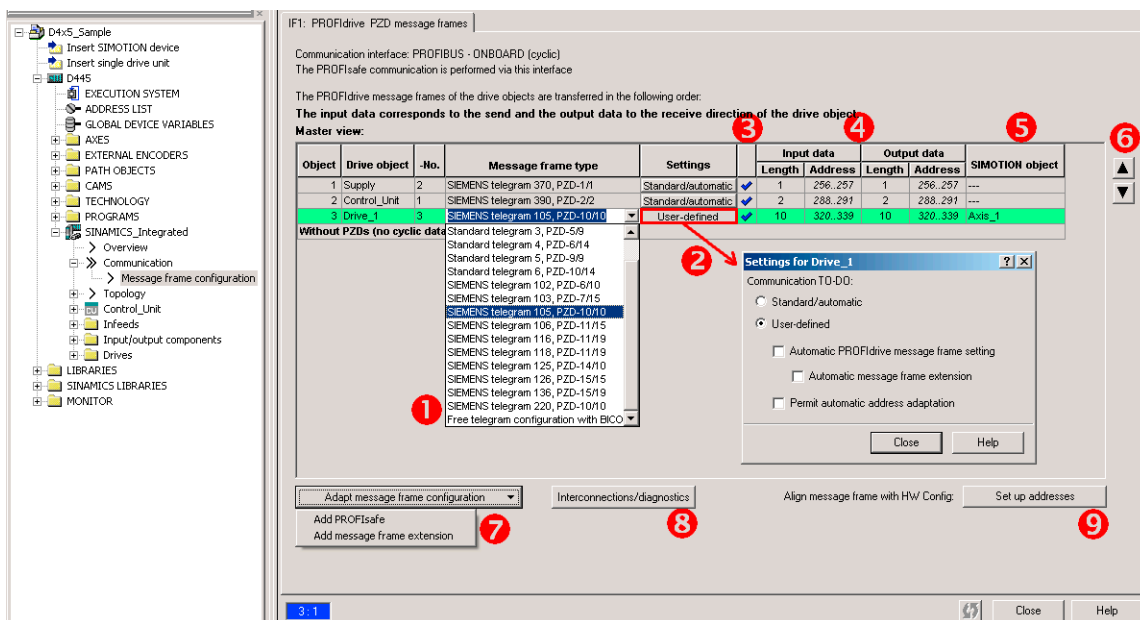 D4x5_Sample
Insert SIMOTION device
Insert single drive unit
D445
EXECUTION SYSTEM
ADDRESS LIST
GLOBAL DEVICE VARIABLES
AXES
EXTERNAL ENCODERS
PATH OBJECTS
CAMS
TECHNOLOGY
PROGRAMS
SINAMICS_Integrated
Overview
Communication
Message frame configuration
Topology
Control_Unit
Infeeds
Input/output components
Drives
LIBRARIES
SINAMICS LIBRARIES
MONITOR
IF1: PROFIdrive PZD message frames
Communication interface: PROFIBUS - ONBOARD (cyclic)
The PROFIsafe communication is performed via this interface
The PROFIdrive message frames of the drive objects are transferred in the following order:
The input data corresponds to the send and the output data to the receive direction of the drive object.
Master view:
3 4 5 6
Object Drive object -No. Message frame type Settings Input data Output data SIMOTION object
Length Address Length Address
1 Supply 2 SIEMENS telegram 370, PZD-1/1 Standard/automatic 1 256..257 1 256..257 ---
2 Control_Unit 1 SIEMENS telegram 390, PZD-2/2 Standard/automatic 2 288..291 2 288..291 ---
3 Drive_1 3 SIEMENS telegram 105, PZD-10/10 User-defined 10 320..339 10 320..339 Axis_1
Without PZDs (no cyclic data
Standard telegram 3, PZD-5/9
Standard telegram 4, PZD-6/14
Standard telegram 5, PZD-9/9
Standard telegram 6, PZD-10/14
SIEMENS telegram 102, PZD-6/10
SIEMENS telegram 103, PZD-7/15
SIEMENS telegram 105, PZD-10/10
SIEMENS telegram 106, PZD-11/15
SIEMENS telegram 116, PZD-11/19
SIEMENS telegram 118, PZD-11/19
SIEMENS telegram 125, PZD-14/10
SIEMENS telegram 126, PZD-15/15
SIEMENS telegram 136, PZD-15/19
SIEMENS telegram 220, PZD-10/10
Free telegram configuration with BICO
1
2
Settings for Drive_1
Communication TO-DO:
Standard/automatic
User-defined
Automatic PROFIdrive message frame setting
Automatic message frame extension
Permit automatic address adaptation
Close Help
Adapt message frame configuration
Interconnections/diagnostics
Align message frame with HW Config:
Set up addresses
Add PROFIsafe
Add message frame extension
7
8
9
3 : 1
Close Help